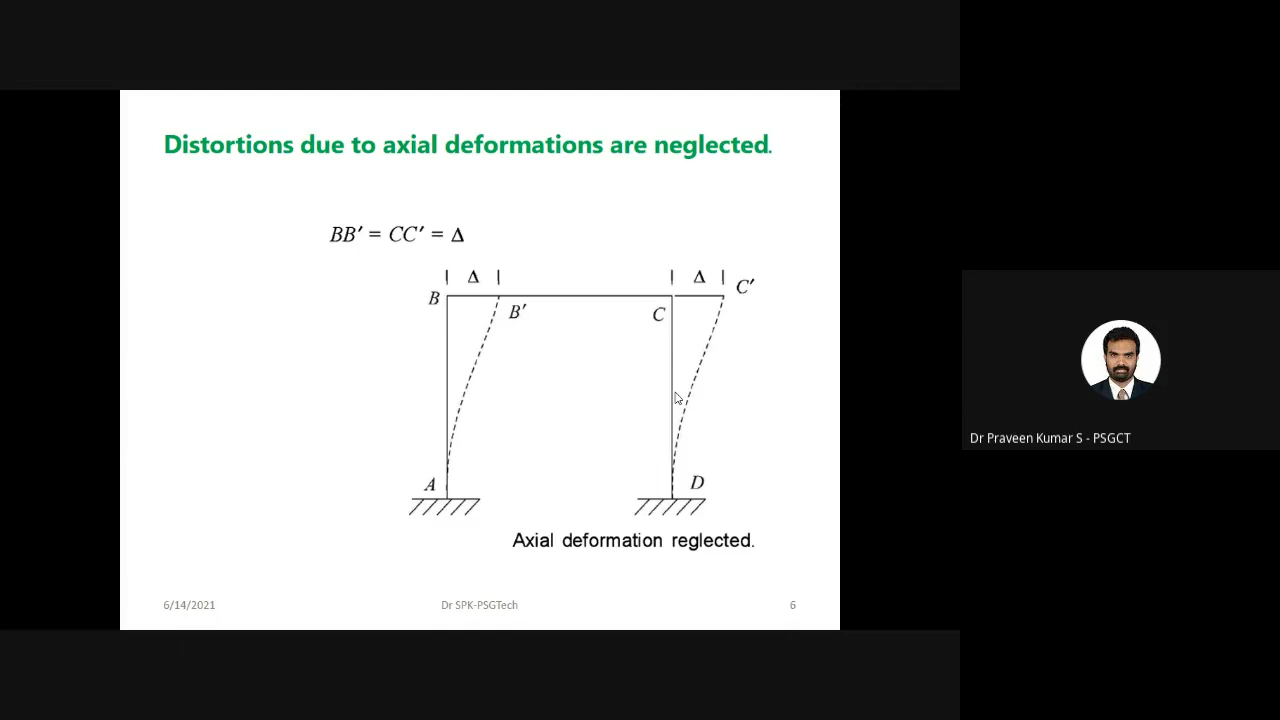 Distortions due to axial deformations are neglected.
BB′ = CC′ = Δ
Δ Δ
B B′ C C′
A D
Axial deformation reglected.
6/14/2021 Dr SPK-PSGTech 6
Dr Praveen Kumar S - PSGCT